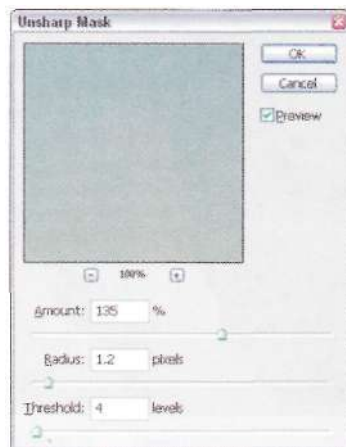 Unsharp Mask
OK
Cancel
Preview
100%
Amount: 135 %
Radius: 1.2 pixels
Threshold: 4 levels